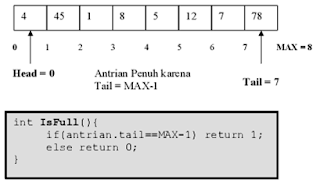 4 45 1 8 5 12 7 78
0 1 2 3 4 5 6 7 MAX = 8
Head = 0 Antrian Penuh karena Tail = 7
Tail = MAX-1
int IsFull(){
if(antrian.tail==MAX-1) return 1;
else return 0;
}